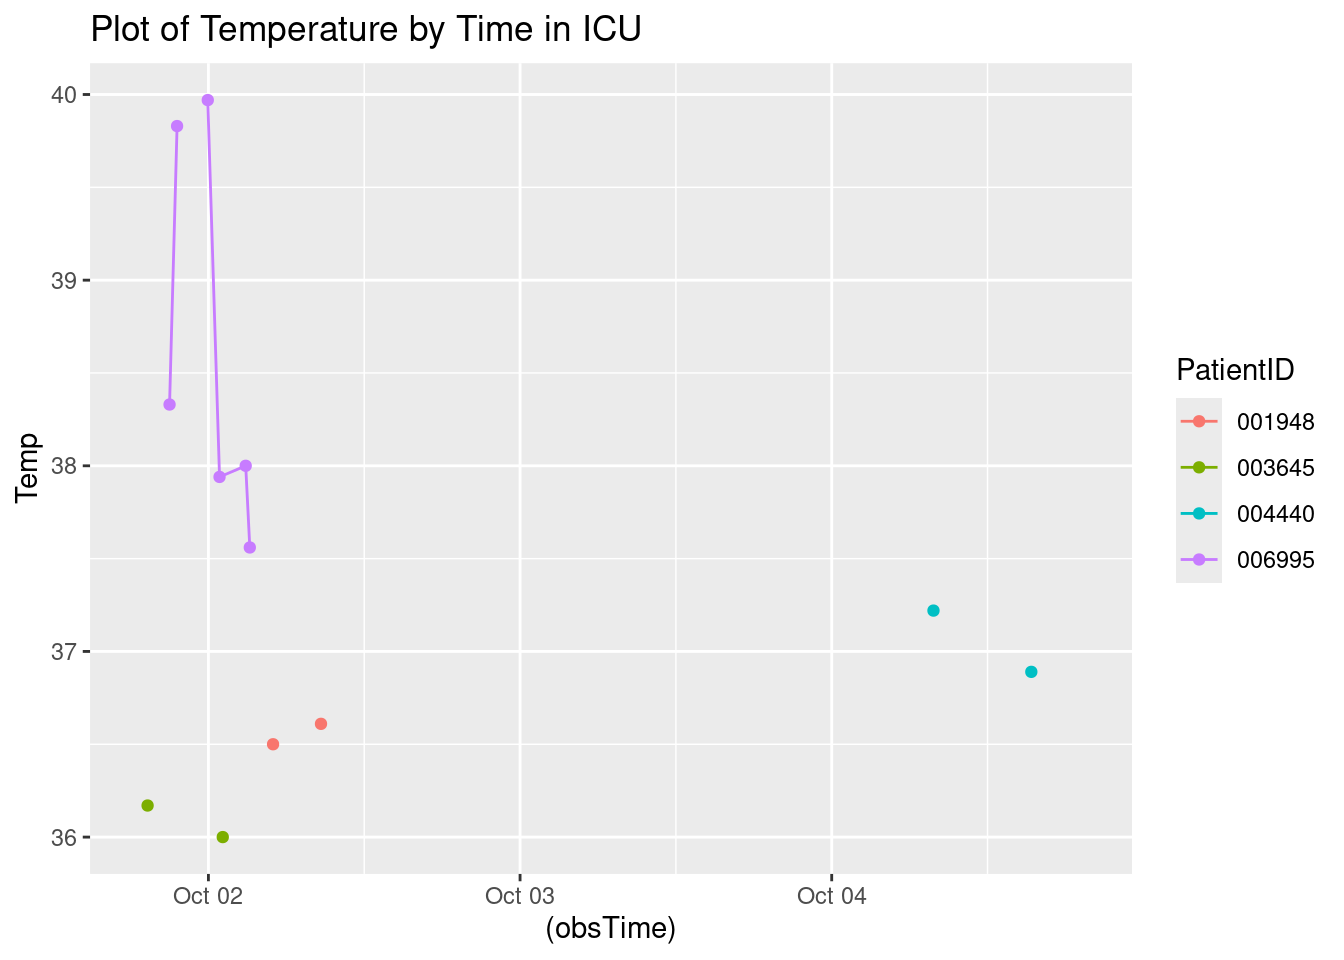 Plot of Temperature by Time in ICU
40
39
38
37
36
Temp
Oct 02
Oct 03
Oct 04
(obsTime)
PatientID
001948
003645
004440
006995